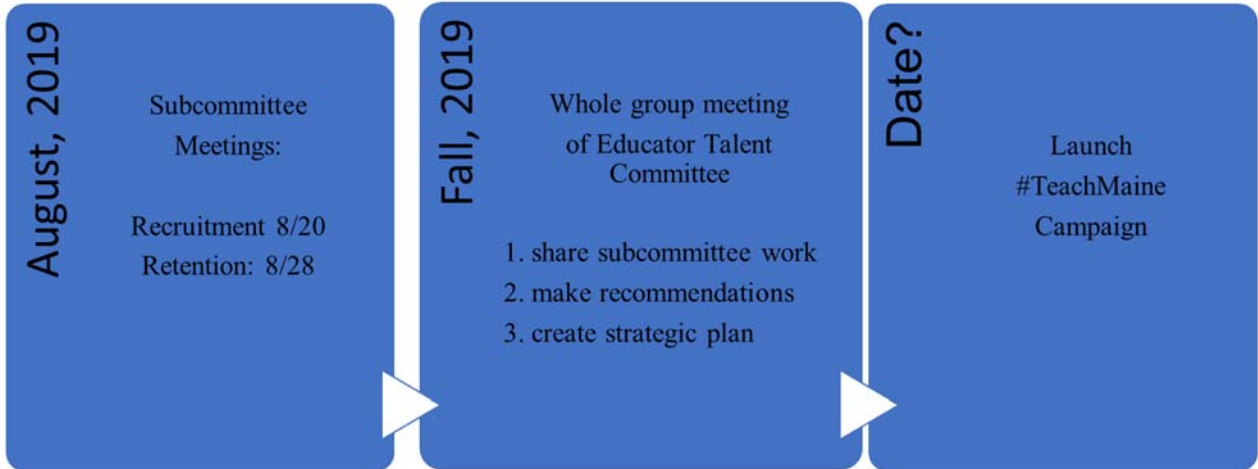 August, 2019
Subcommittee
Meetings:
Recruitment 8/20
Retention: 8/28
Fall, 2019
Whole group meeting
of Educator Talent
Committee
1. share subcommittee work
2. make recommendations
3. create strategic plan
Date?
Launch
#TeachMaine
Campaign